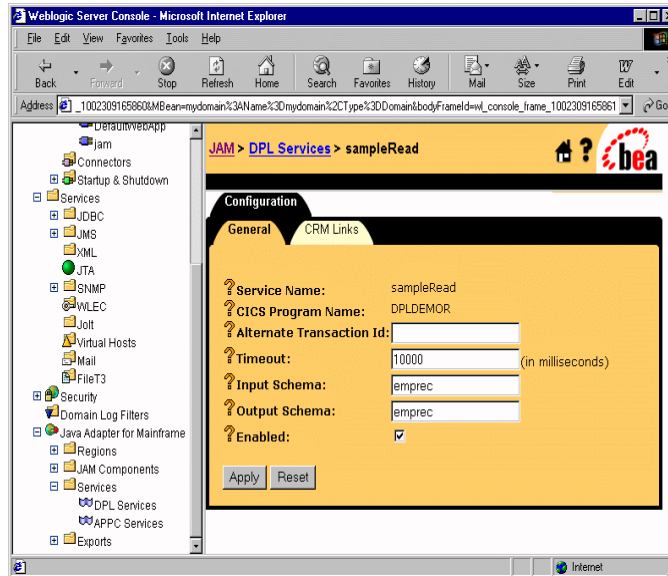 Weblogic Server Console - Microsoft Internet Explorer
File Edit View Favorites Tools Help
Back Forward Stop Refresh Home Search Favorites History Mail Size Print Edit
Address _1002309165860&MBean=mydomain%3AName%3Dmydomain%2CType%3DDomain&bodyFrameId=wl_console_frame_1002309165861 Go
DefaultWebApp
jam
Connectors
Startup & Shutdown
Services
JDBC
JMS
XML
JTA
SNMP
WLEC
Jolt
Virtual Hosts
Mail
FileT3
Security
Domain Log Filters
Java Adapter for Mainframe
Regions
JAM Components
Services
DPL Services
APPC Services
Exports
JAM > DPL Services > sampleRead
? bea
Configuration
General CRM Links
? Service Name: sampleRead
? CICS Program Name: DPLDEMOR
? Alternate Transaction Id:
? Timeout: 10000 (in milliseconds)
? Input Schema: emprec
? Output Schema: emprec
? Enabled:
Apply Reset
Internet